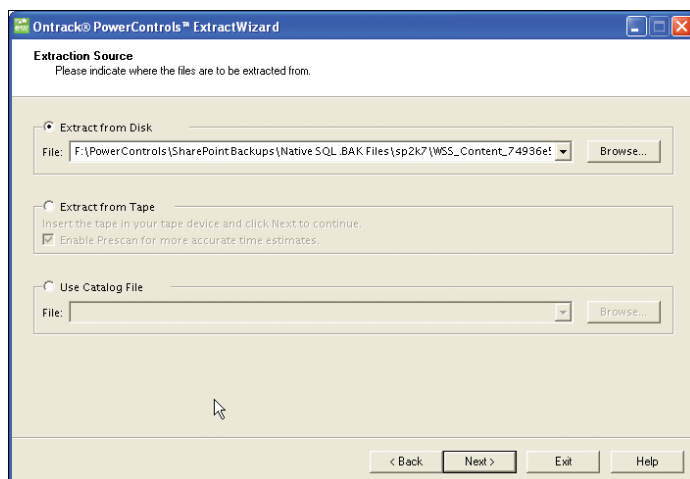 Ontrack® PowerControls™ ExtractWizard
Extraction Source
Please indicate where the files are to be extracted from.
Extract from Disk
File: F:\PowerControls\SharePoint Backups\Native SQL .BAK Files\sp2k7\WSS_Content_74936e5 Browse...
Extract from Tape
Insert the tape in your tape device and click Next to continue.
Enable Prescan for more accurate time estimates.
Use Catalog File
File: Browse...
< Back Next > Exit Help